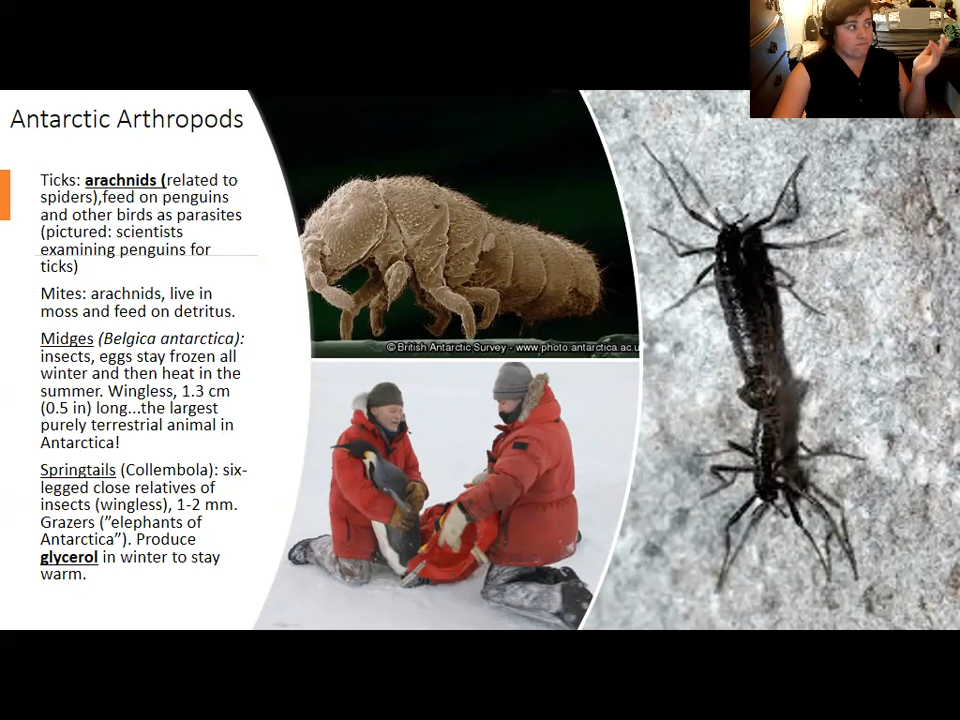 Antarctic Arthropods
Ticks: arachnids (related to
spiders),feed on penguins
and other birds as parasites
(pictured: scientists
examining penguins for
ticks)
Mites: arachnids, live in
moss and feed on detritus.
Midges (Belgica antarctica):
insects, eggs stay frozen all
winter and then heat in the
summer. Wingless, 1.3 cm
(0.5 in) long...the largest
purely terrestrial animal in
Antarctica!
Springtails (Collembola): six-
legged close relatives of
insects (wingless), 1-2 mm.
Grazers (”elephants of
Antarctica”). Produce
glycerol in winter to stay
warm.
© British Antarctic Survey - www.photo.antarctica.ac.u